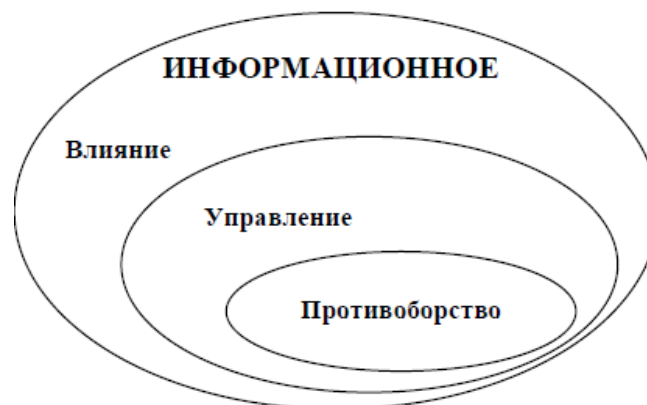 ИНФОРМАЦИОННОЕ
Влияние
Управление
Противоборство